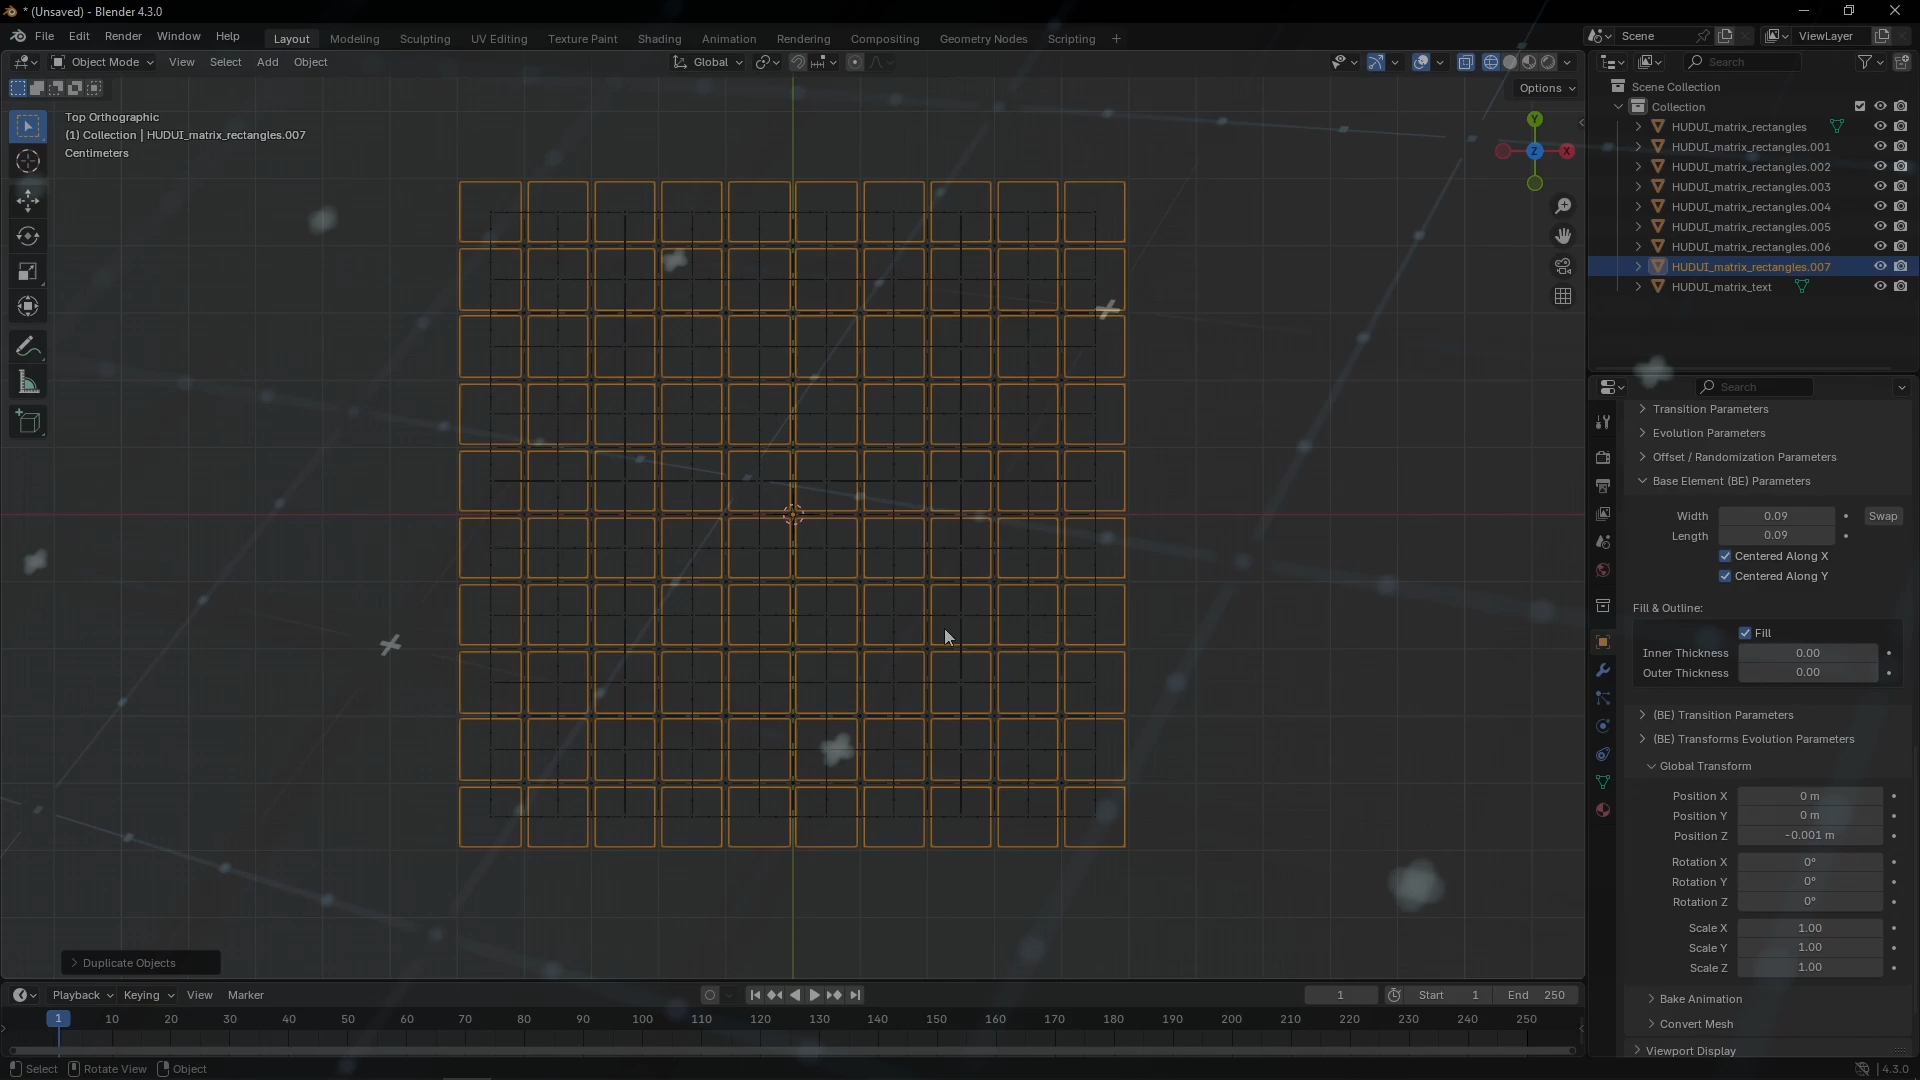 * (Unsaved) - Blender 4.3.0
File Edit Render Window Help
Layout Modeling Sculpting UV Editing Texture Paint Shading Animation Rendering Compositing Geometry Nodes Scripting +
Scene
ViewLayer
Object Mode View Select Add Object
Global
Search
Options
Top Orthographic
(1) Collection | HUDUI_matrix_rectangles.007
Centimeters
Y
Z
X
Scene Collection
Collection
HUDUI_matrix_rectangles
HUDUI_matrix_rectangles.001
HUDUI_matrix_rectangles.002
HUDUI_matrix_rectangles.003
HUDUI_matrix_rectangles.004
HUDUI_matrix_rectangles.005
HUDUI_matrix_rectangles.006
HUDUI_matrix_rectangles.007
HUDUI_matrix_text
Search
Transition Parameters
Evolution Parameters
Offset / Randomization Parameters
Base Element (BE) Parameters
Width 0.09 Swap
Length 0.09
Centered Along X
Centered Along Y
Fill & Outline:
Fill
Inner Thickness 0.00
Outer Thickness 0.00
(BE) Transition Parameters
(BE) Transforms Evolution Parameters
Global Transform
Position X 0 m
Position Y 0 m
Position Z -0.001 m
Rotation X 0°
Rotation Y 0°
Rotation Z 0°
Scale X 1.00
Scale Y 1.00
Scale Z 1.00
Bake Animation
Convert Mesh
Viewport Display
Duplicate Objects
Playback Keying View Marker
1 Start 1 End 250
1 10 20 30 40 50 60 70 80 90 100 110 120 130 140 150 160 170 180 190 200 210 220 230 240 250
Select Rotate View Object
4.3.0